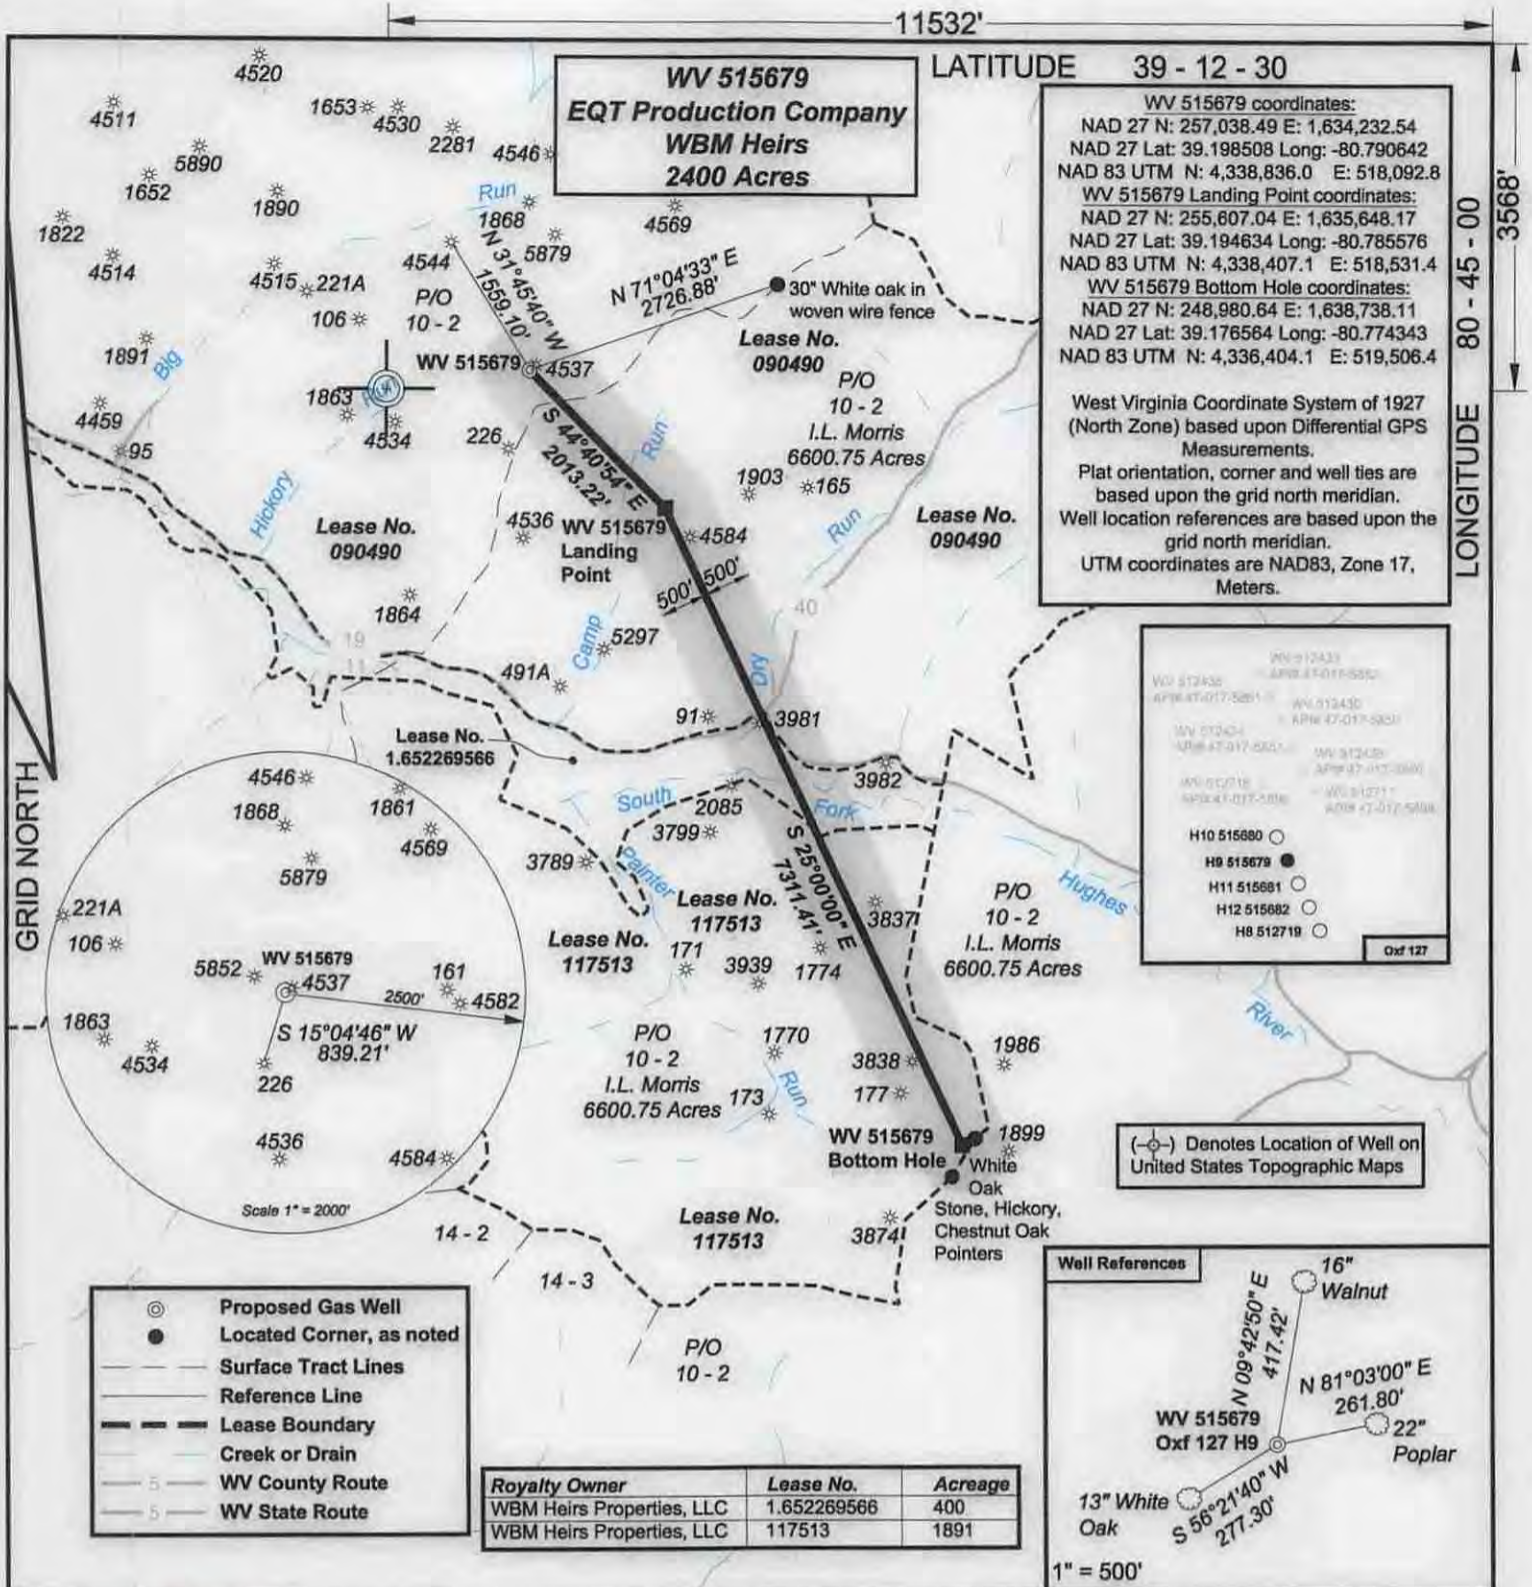 11532'
LATITUDE 39 - 12 - 30
3568'
LONGITUDE 80 - 45 - 00
WV 515679
EQT Production Company
WBM Heirs
2400 Acres
WV 515679 coordinates:
NAD 27 N: 257,038.49 E: 1,634,232.54
NAD 27 Lat: 39.198508 Long: -80.790642
NAD 83 UTM N: 4,338,836.0 E: 518,092.8
WV 515679 Landing Point coordinates:
NAD 27 N: 255,607.04 E: 1,635,648.17
NAD 27 Lat: 39.194634 Long: -80.785576
NAD 83 UTM N: 4,338,407.1 E: 518,531.4
WV 515679 Bottom Hole coordinates:
NAD 27 N: 248,980.64 E: 1,638,738.11
NAD 27 Lat: 39.176564 Long: -80.774343
NAD 83 UTM N: 4,336,404.1 E: 519,506.4
West Virginia Coordinate System of 1927
(North Zone) based upon Differential GPS
Measurements.
Plat orientation, corner and well ties are
based upon the grid north meridian.
Well location references are based upon the
grid north meridian.
UTM coordinates are NAD83, Zone 17,
Meters.
4520
4511
1653
4530
2281
4546
5890
1652
1890
Run
1868
4569
1822
4514
4544
5879
4515
221A
P/O
10 - 2
106
N 31°45'40" W
1559.10'
N 71°04'33" E
2726.88'
30" White oak in
woven wire fence
Lease No.
090490
1891
Big
WV 515679
4537
P/O
10 - 2
I.L. Morris
6600.75 Acres
1863
Run
4534
4459
95
226
S 44°40'54" E
2013.22'
Run
1903
165
Hickory
Lease No.
090490
4536
WV 515679
Landing
Point
4584
Run
Lease No.
090490
500'
500'
1864
40
19
11
Camp
5297
491A
Dry
91
3981
Lease No.
1.652269566
3982
South
2085
Fork
3799
3789
Painter
Hughes
S 25°00'00" E
7311.41'
Lease No.
117513
3837
P/O
10 - 2
I.L. Morris
6600.75 Acres
Lease No.
117513
171
3939
1774
GRID NORTH
4546
1868
1861
4569
5879
221A
106
WV 515679
5852
4537
161
4582
2500'
1863
4534
S 15°04'46" W
839.21'
226
4536
4584
Scale 1" = 2000'
P/O
10 - 2
I.L. Morris
6600.75 Acres
1770
Run
173
3838
177
1986
WV 515679
Bottom Hole
1899
White
Oak
Stone, Hickory,
Chestnut Oak
Pointers
Lease No.
117513
3874
14 - 2
14 - 3
P/O
10 - 2
River
H10 515680
H9 515679
H11 515681
H12 515682
H8 512719
Oxf 127
(-) Denotes Location of Well on
United States Topographic Maps
Proposed Gas Well
Located Corner, as noted
Surface Tract Lines
Reference Line
Lease Boundary
Creek or Drain
5 WV County Route
5 WV State Route
Royalty Owner Lease No. Acreage
WBM Heirs Properties, LLC 1.652269566 400
WBM Heirs Properties, LLC 117513 1891
Well References
16"
Walnut
N 09°42'50" E
417.42'
N 81°03'00" E
261.80'
WV 515679
Oxf 127 H9
22"
Poplar
13" White
Oak
S 56°21'40" W
277.30'
1" = 500'